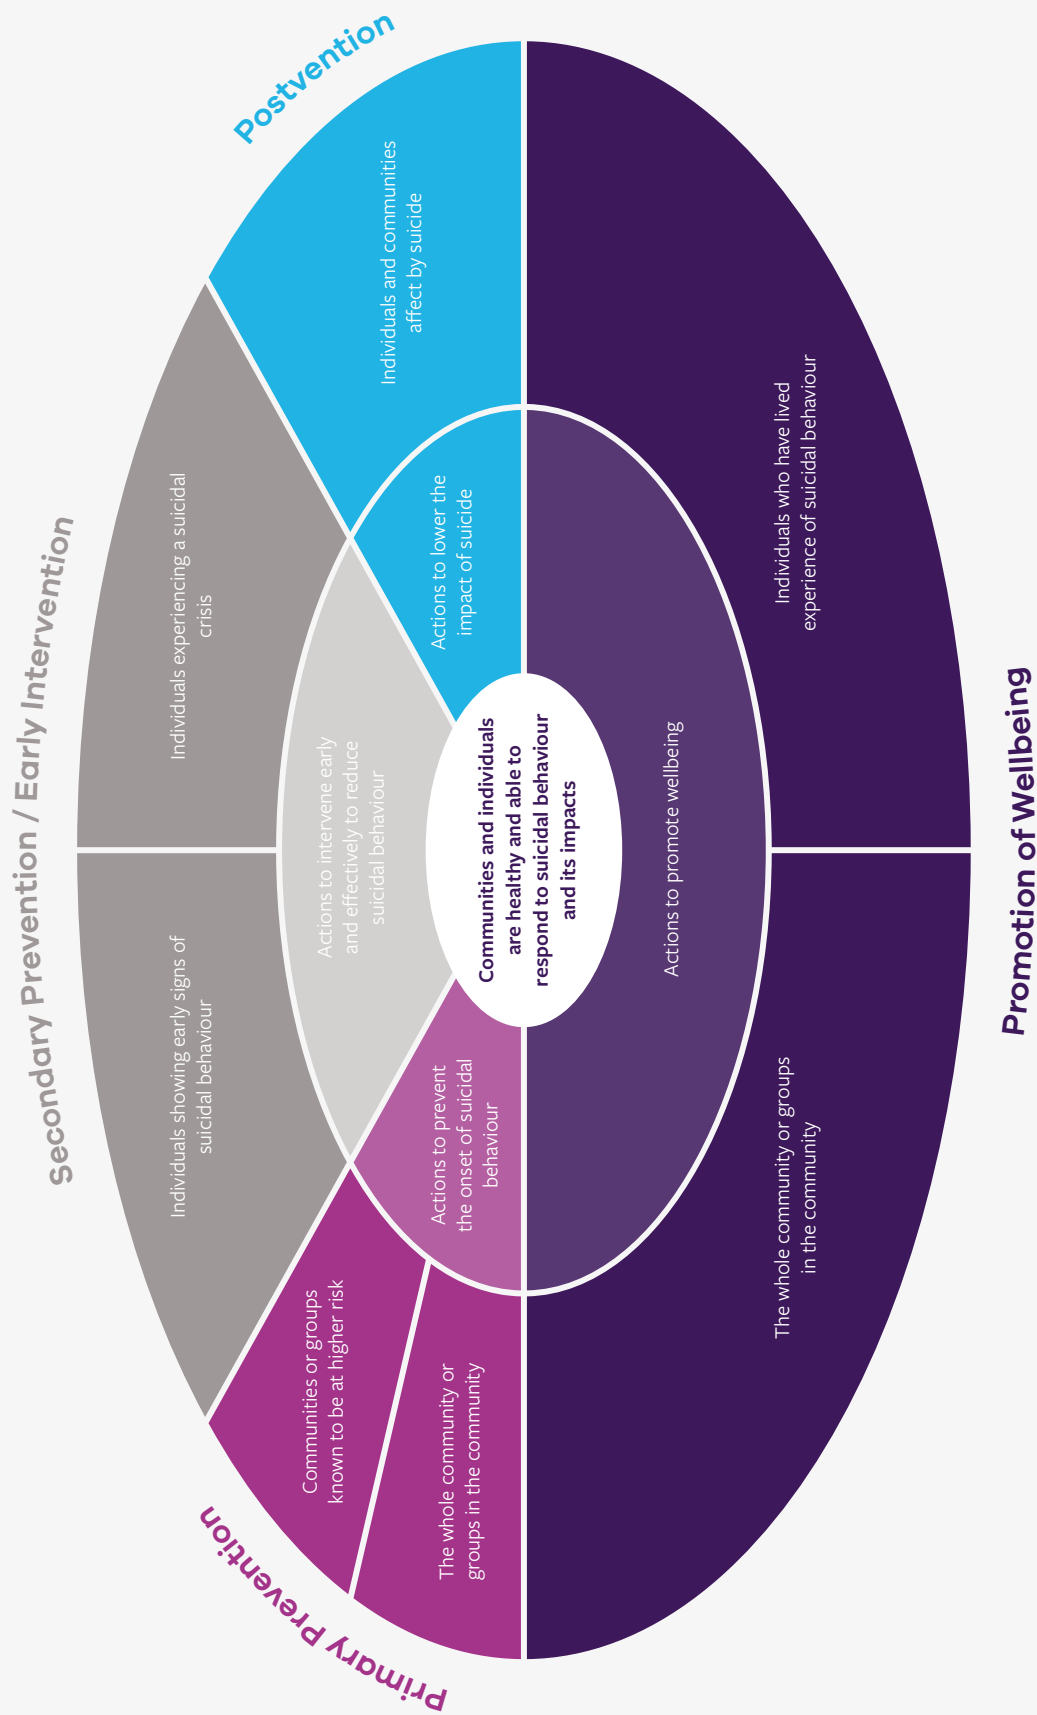 Secondary Prevention / Early Intervention
Individuals showing early signs of
suicidal behaviour
Individuals experiencing a suicidal
crisis
Primary Prevention
Communities or groups
known to be at higher risk
The whole community or
groups in the community
Postvention
Individuals and communities
affect by suicide
Actions to intervene early
and effectively to reduce
suicidal behaviour
Actions to prevent
the onset of suicidal
behaviour
Actions to lower the
impact of suicide
Communities and individuals
are healthy and able to
respond to suicidal behaviour
and its impacts
Actions to promote wellbeing
The whole community or groups
in the community
Individuals who have lived
experience of suicidal behaviour
Promotion of Wellbeing